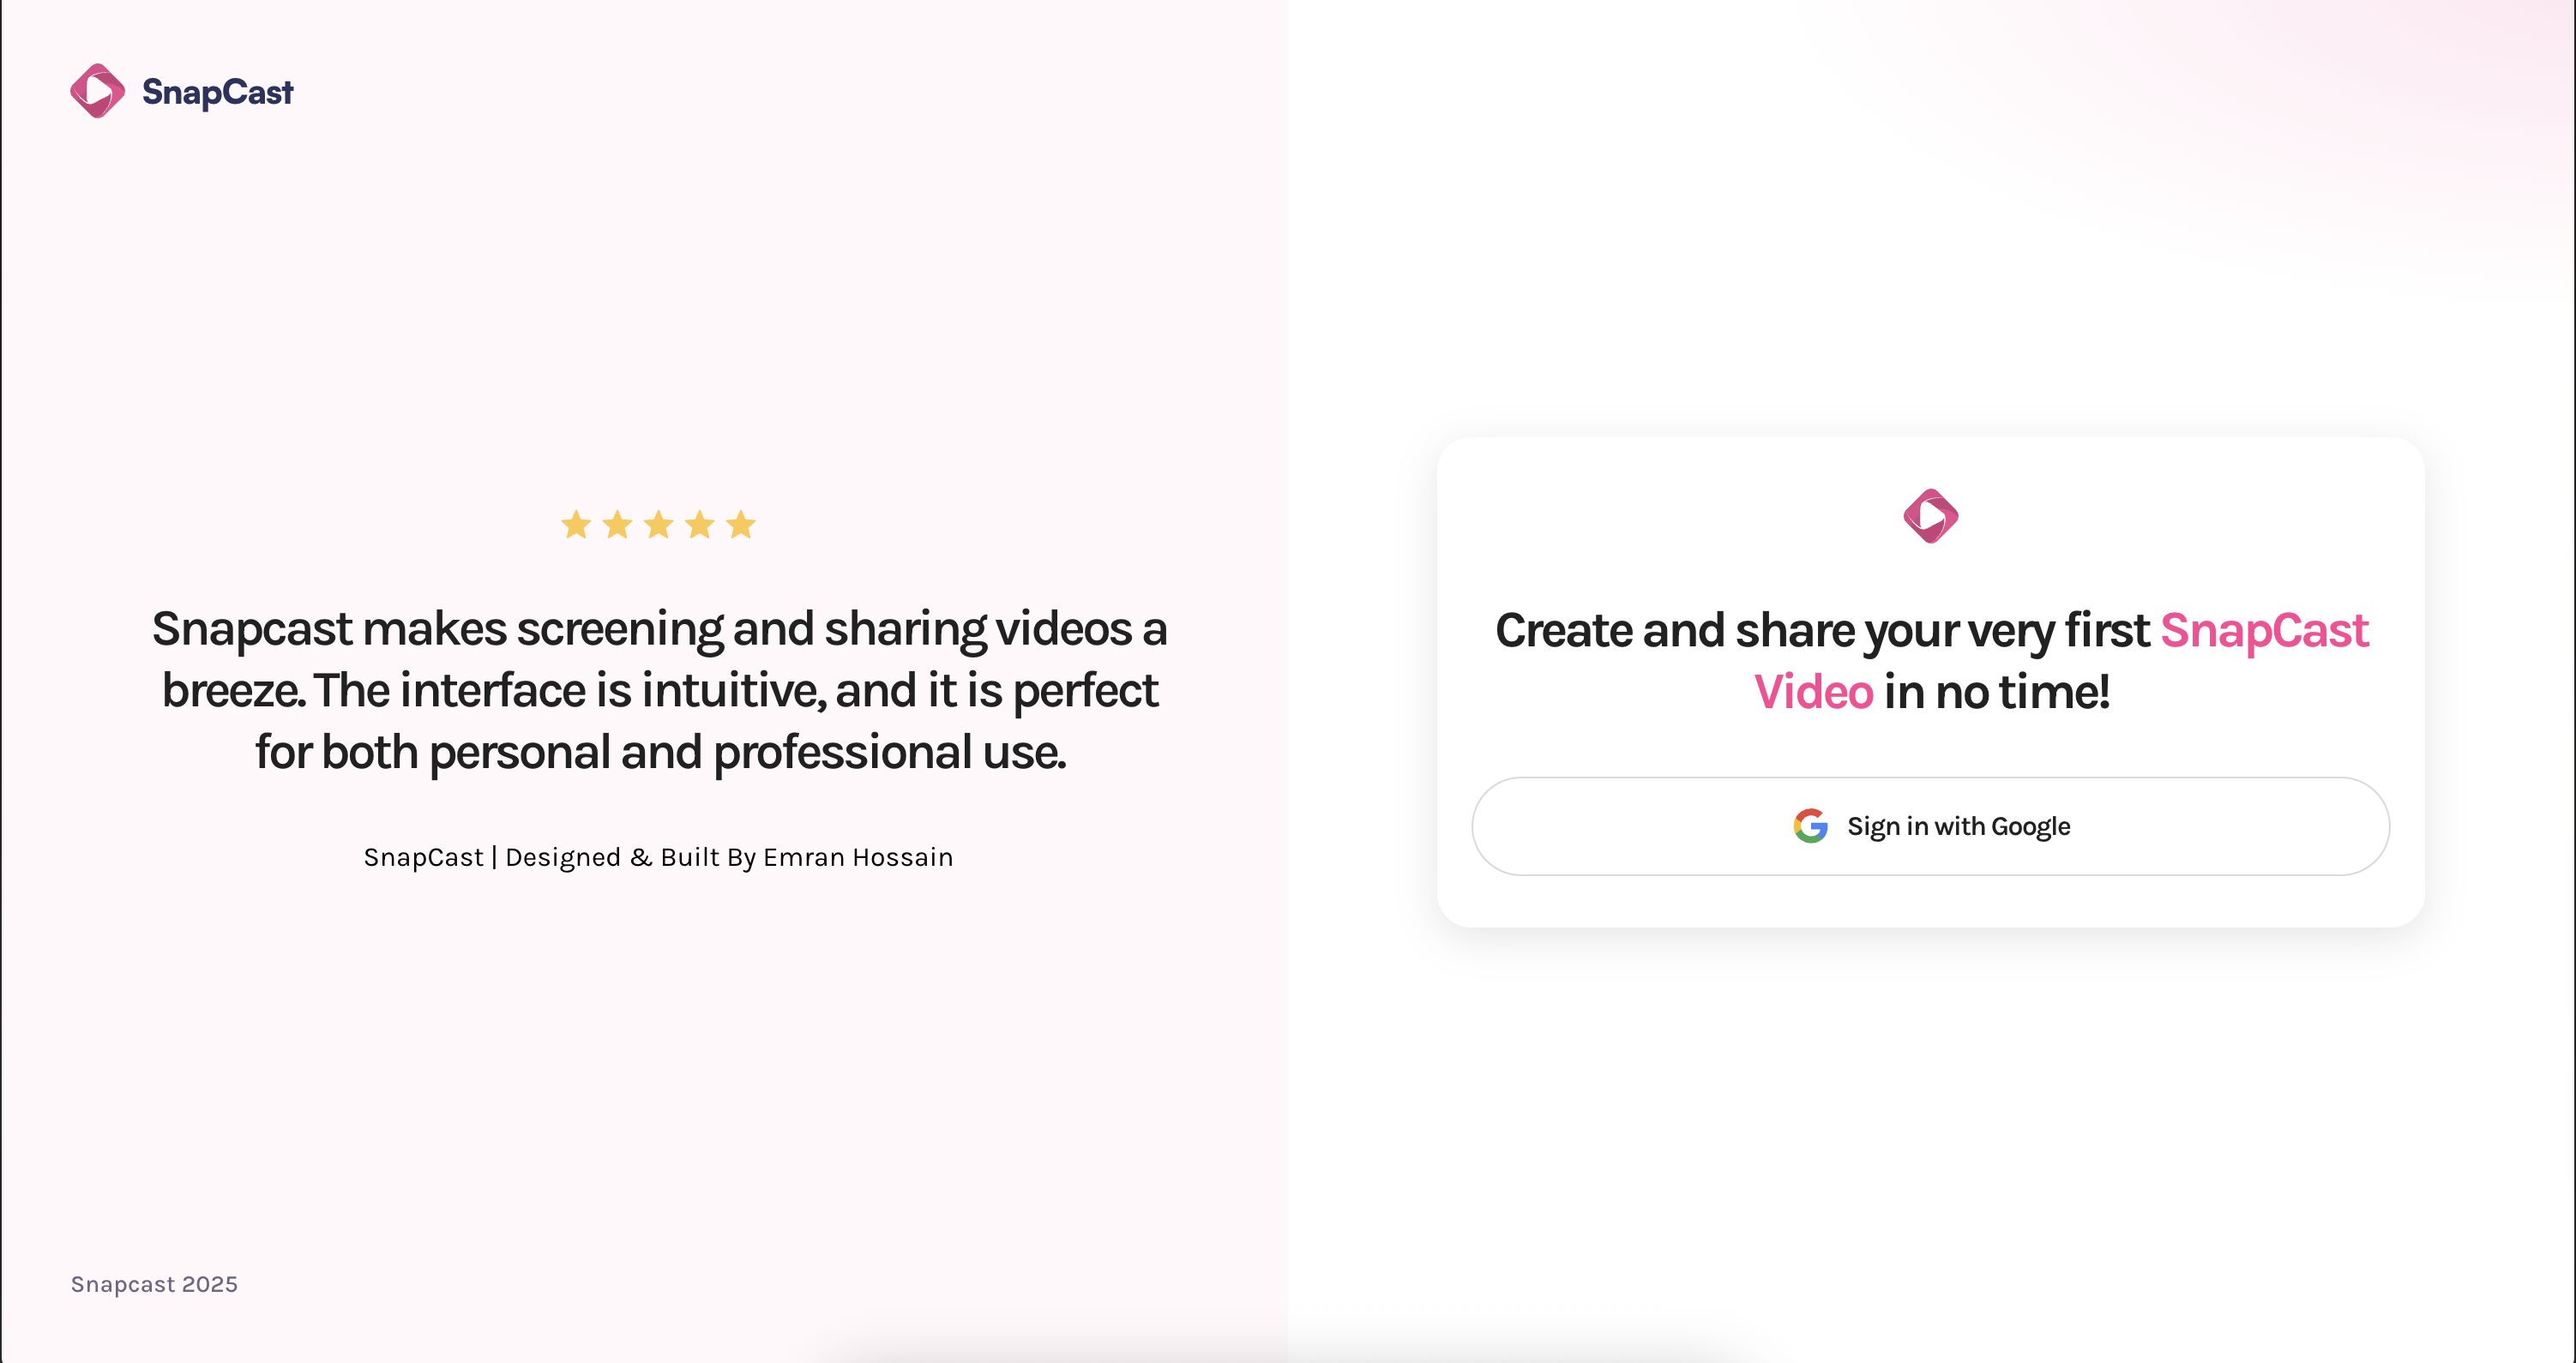 SnapCast
Snapcast makes screening and sharing videos a
breeze. The interface is intuitive, and it is perfect
for both personal and professional use.
SnapCast | Designed & Built By Emran Hossain
Snapcast 2025
Create and share your very first SnapCast
Video in no time!
Sign in with Google